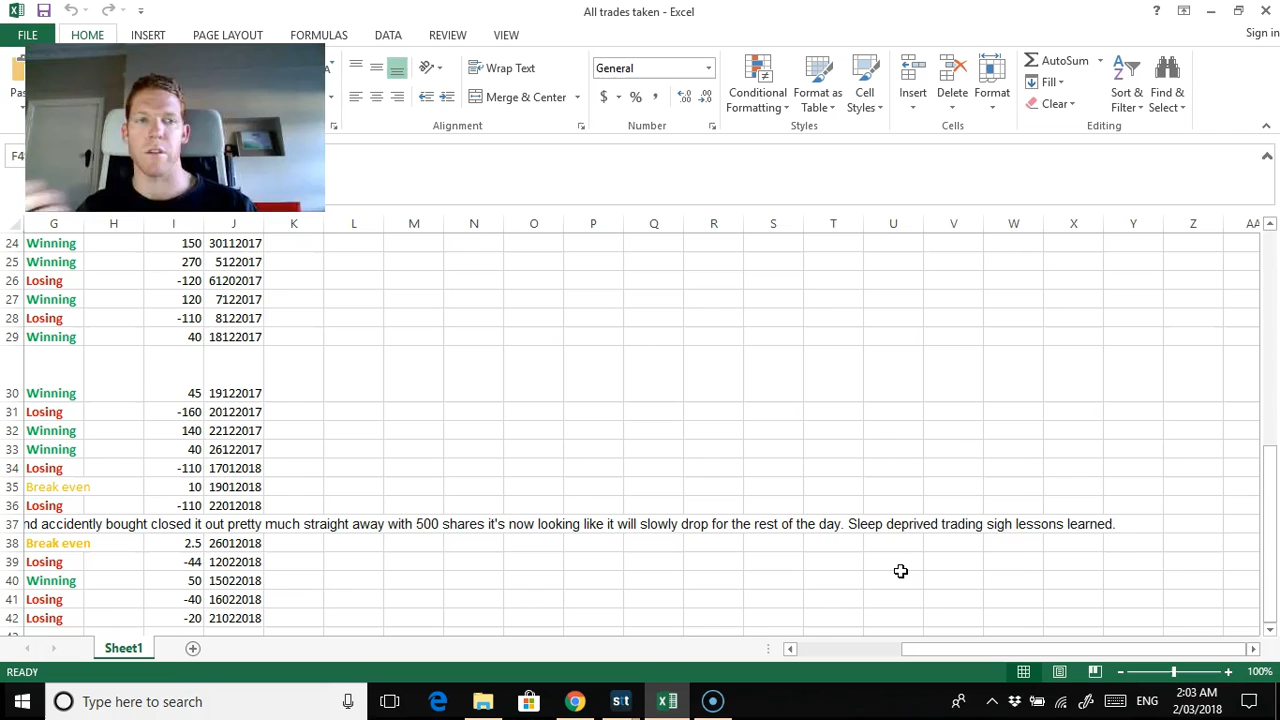 All trades taken - Excel
?
Sign in
FILE HOME INSERT PAGE LAYOUT FORMULAS DATA REVIEW VIEW
Wrap Text
General
AutoSum
Fill
Clear
Merge & Center
$ % ,
Conditional Formatting
Format as Table
Cell Styles
Insert
Delete
Format
Sort & Filter
Find & Select
Alignment
Number
Styles
Cells
Editing
G H I J K L M N O P Q R S T U V W X Y Z
24 Winning 150 30112017
25 Winning 270 5122017
26 Losing -120 61202017
27 Winning 120 7122017
28 Losing -110 8122017
29 Winning 40 18122017
30 Winning 45 19122017
31 Losing -160 20122017
32 Winning 140 22122017
33 Winning 40 26122017
34 Losing -110 17012018
35 Break even 10 19012018
36 Losing -110 22012018
37 nd accidently bought closed it out pretty much straight away with 500 shares it's now looking like it will slowly drop for the rest of the day. Sleep deprived trading sigh lessons learned.
38 Break even 2.5 26012018
39 Losing -44 12022018
40 Winning 50 15022018
41 Losing -40 16022018
42 Losing -20 21022018
Sheet1
READY
100%
Type here to search
st
ENG
2:03 AM
2/03/2018